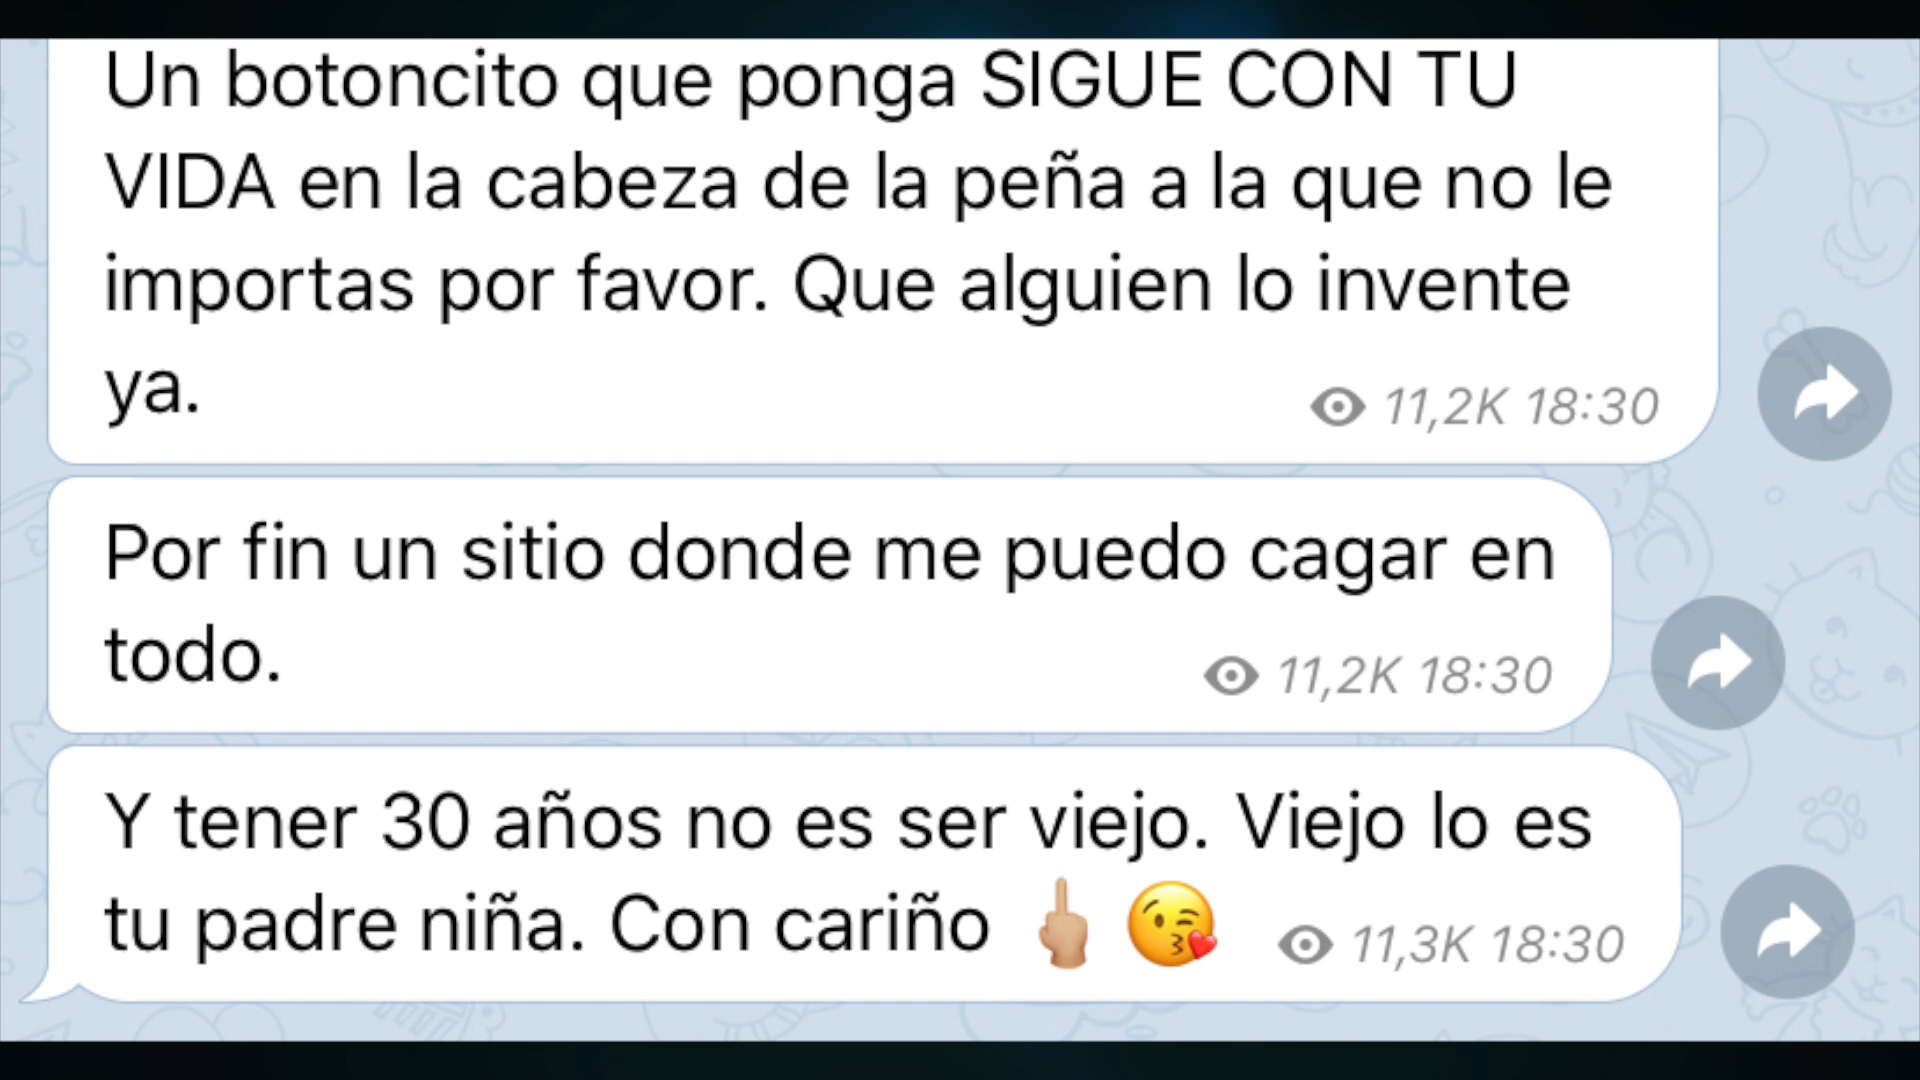 Un botoncito que ponga SIGUE CON TU
VIDA en la cabeza de la peña a la que no le
importas por favor. Que alguien lo invente
ya.
11,2K 18:30
Por fin un sitio donde me puedo cagar en
todo.
11,2K 18:30
Y tener 30 años no es ser viejo. Viejo lo es
tu padre niña. Con cariño 🖕🏼 😘
11,3K 18:30